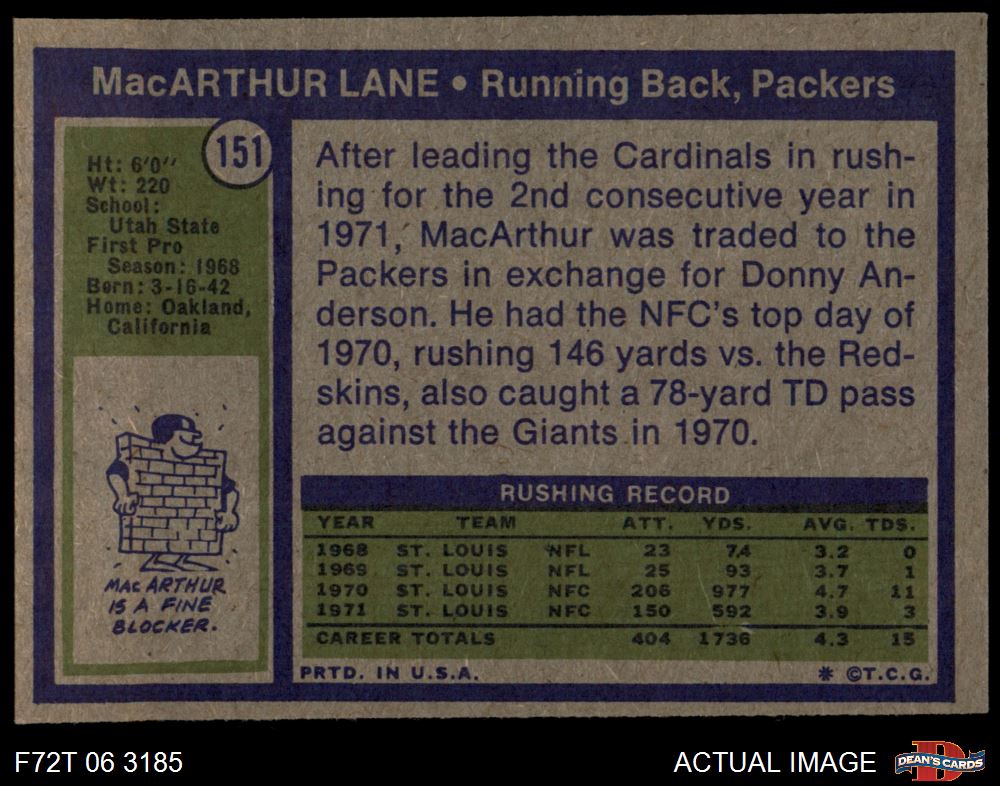 MacARTHUR LANE • Running Back, Packers
151
Ht: 6'0"
Wt: 220
School:
Utah State
First Pro
Season: 1968
Born: 3-16-42
Home: Oakland,
California
MACARTHUR
IS A FINE
BLOCKER.
After leading the Cardinals in rush-
ing for the 2nd consecutive year in
1971, MacArthur was traded to the
Packers in exchange for Donny An-
derson. He had the NFC's top day of
1970, rushing 146 yards vs. the Red-
skins, also caught a 78-yard TD pass
against the Giants in 1970.
RUSHING RECORD
YEAR TEAM ATT. YDS. AVG. TDS.
1968 ST. LOUIS NFL 23 74 3.2 0
1969 ST. LOUIS NFL 25 93 3.7 1
1970 ST. LOUIS NFC 206 977 4.7 11
1971 ST. LOUIS NFC 150 592 3.9 3
CAREER TOTALS 404 1736 4.3 15
PRTD. IN U.S.A. * ©T.C.G.
F72T 06 3185 ACTUAL IMAGE D DEAN'S CARDS